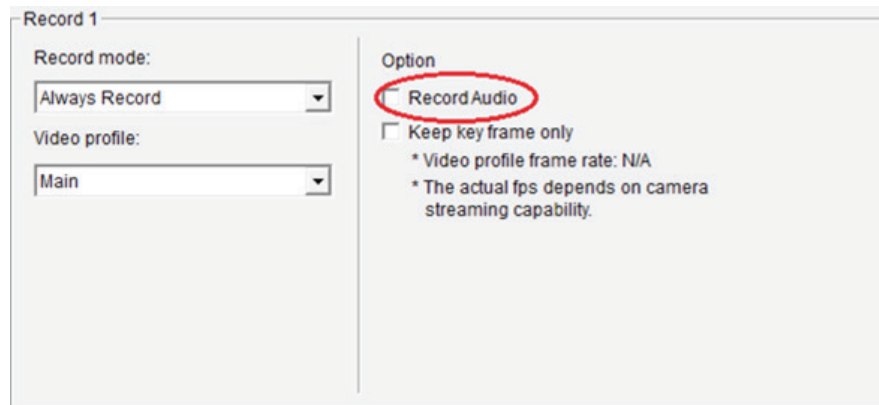 Record 1
Record mode:
Always Record
Video profile:
Main
Option
Record Audio
Keep key frame only
* Video profile frame rate: N/A
* The actual fps depends on camera
streaming capability.